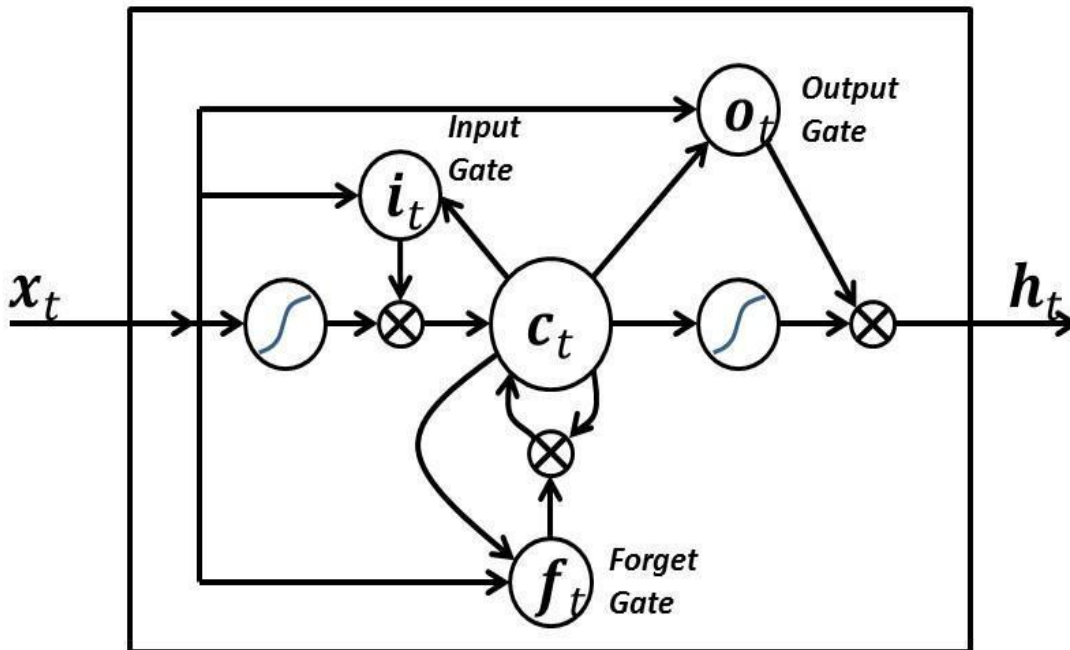 Output
Gate
o_t
Input
Gate
i_t
x_t
h_t
c_t
Forget
Gate
f_t